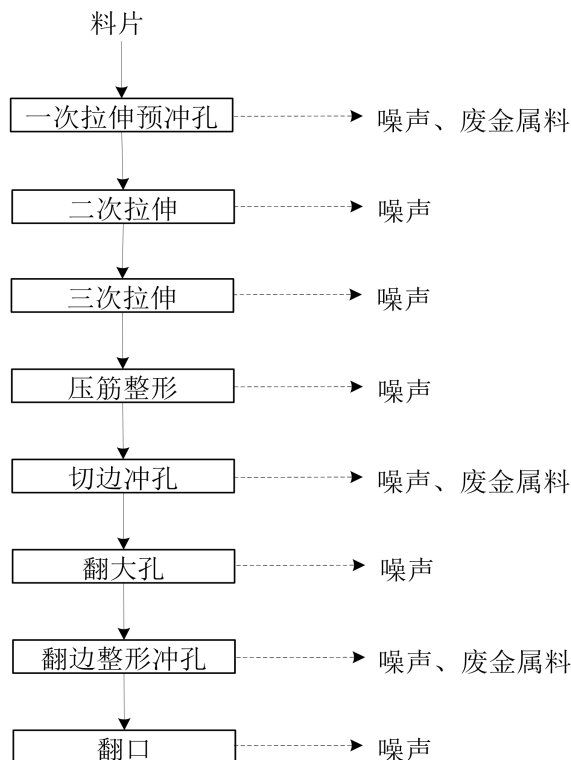 料片
一次拉伸预冲孔
噪声、废金属料
二次拉伸
噪声
三次拉伸
噪声
压筋整形
噪声
切边冲孔
噪声、废金属料
翻大孔
噪声
翻边整形冲孔
噪声、废金属料
翻口
噪声